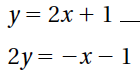 y = 2x + 1 _
2y = −x − 1